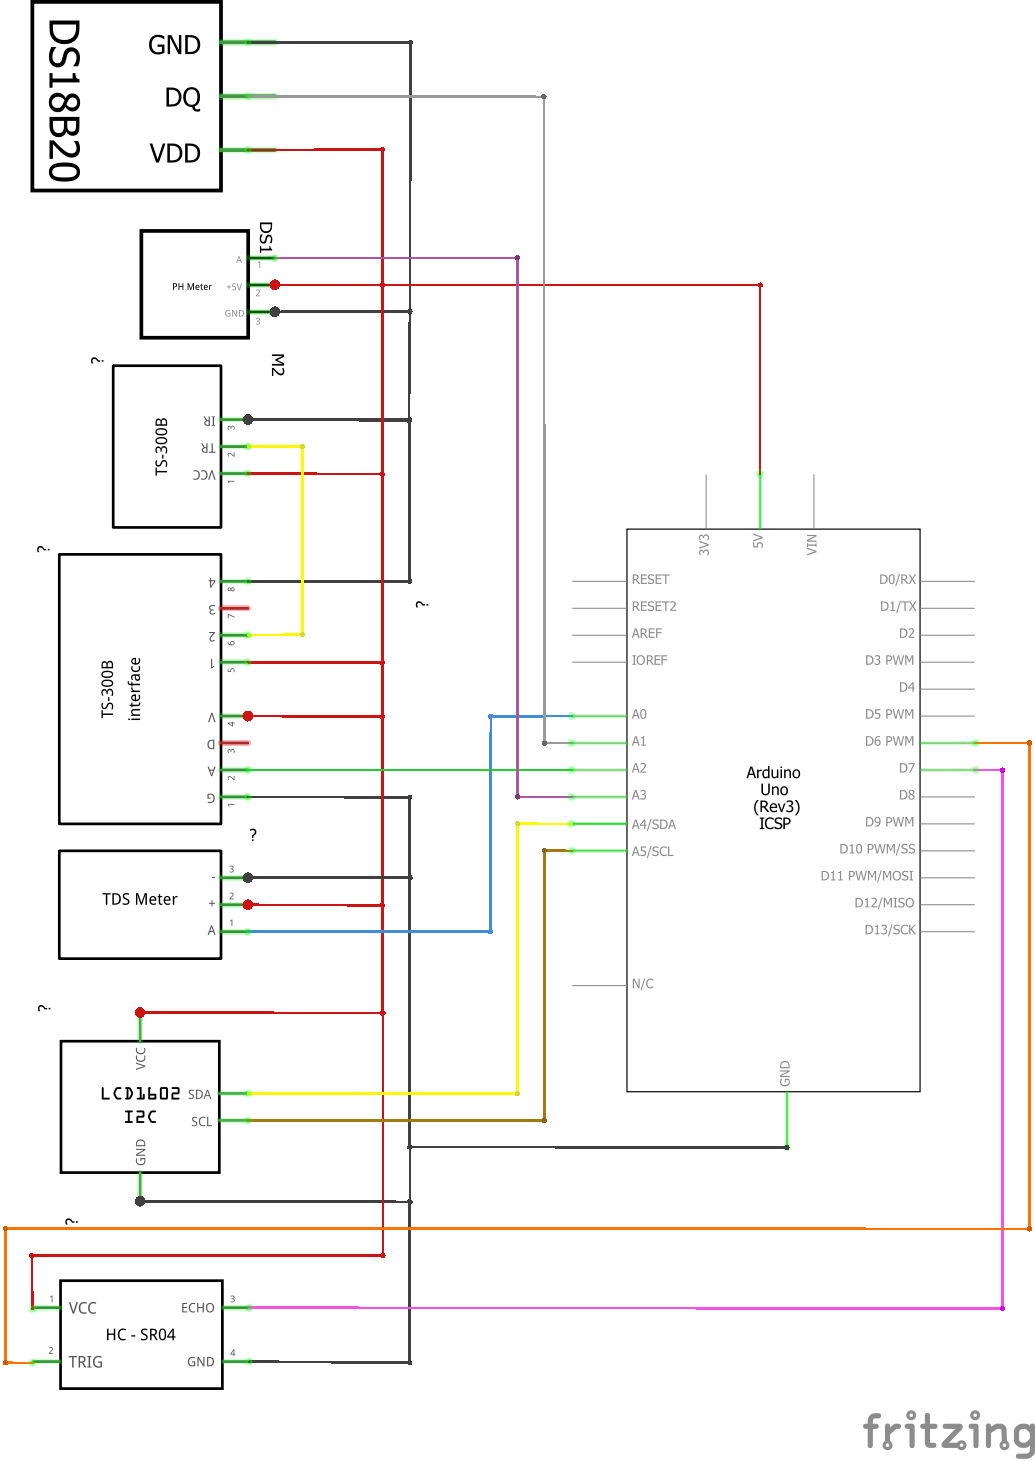 DS18B20
GND
DQ
VDD
DS1
PH Meter
A
1
+5V
2
GND
3
M2
?
TS-300B
IR
3
TR
2
VCC
1
?
TS-300B
interface
4
8
3
7
2
6
1
5
V
4
D
3
A
2
G
1
?
?
TDS Meter
-
3
+
2
A
1
?
VCC
LCD1602
I2C
SDA
SCL
GND
?
1
VCC
2
TRIG
HC - SR04
ECHO
3
GND
4
3V3
5V
VIN
RESET
RESET2
AREF
IOREF
A0
A1
A2
A3
A4/SDA
A5/SCL
N/C
Arduino
Uno
(Rev3)
ICSP
D0/RX
D1/TX
D2
D3 PWM
D4
D5 PWM
D6 PWM
D7
D8
D9 PWM
D10 PWM/SS
D11 PWM/MOSI
D12/MISO
D13/SCK
GND
fritzing